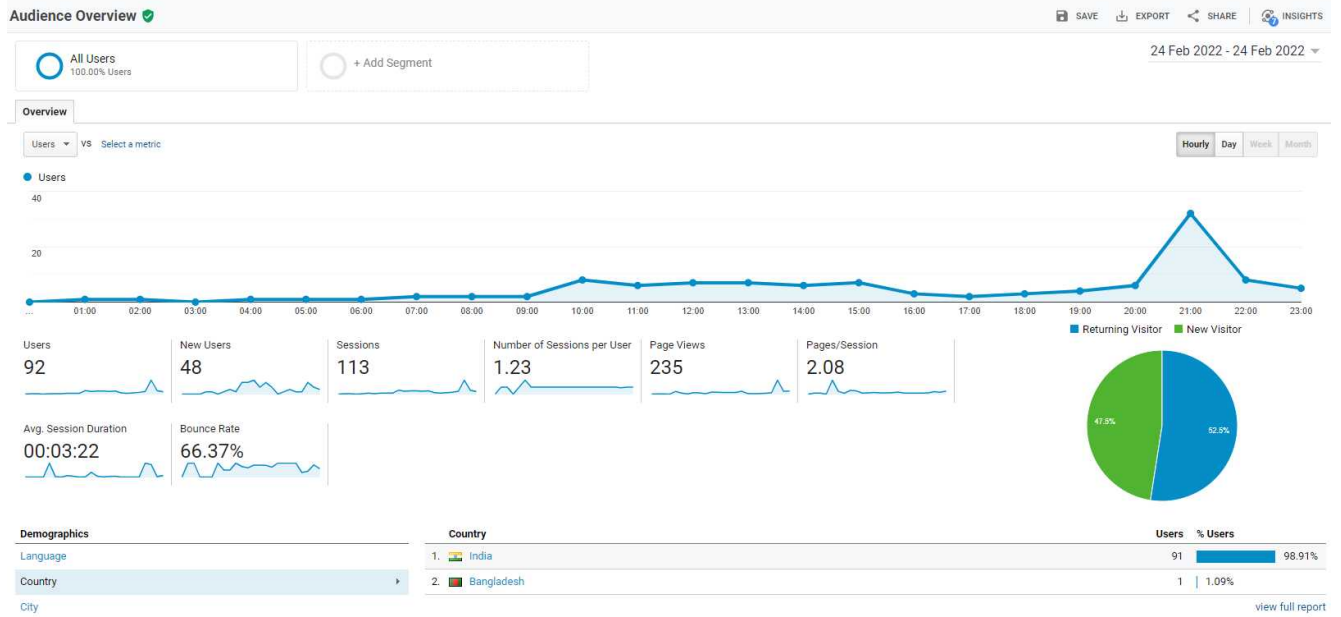 Audience Overview
SAVE EXPORT SHARE 7 INSIGHTS
All Users
100.00% Users
+ Add Segment
24 Feb 2022 - 24 Feb 2022
Overview
Users VS Select a metric
Hourly Day Week Month
Users
40
20
... 01:00 02:00 03:00 04:00 05:00 06:00 07:00 08:00 09:00 10:00 11:00 12:00 13:00 14:00 15:00 16:00 17:00 18:00 19:00 20:00 21:00 22:00 23:00
Returning Visitor New Visitor
Users
92
New Users
48
Sessions
113
Number of Sessions per User
1.23
Page Views
235
Pages/Session
2.08
Avg. Session Duration
00:03:22
Bounce Rate
66.37%
47.5%
52.5%
Demographics
Language
Country
City
Country Users % Users
1. India 91 98.91%
2. Bangladesh 1 1.09%
view full report